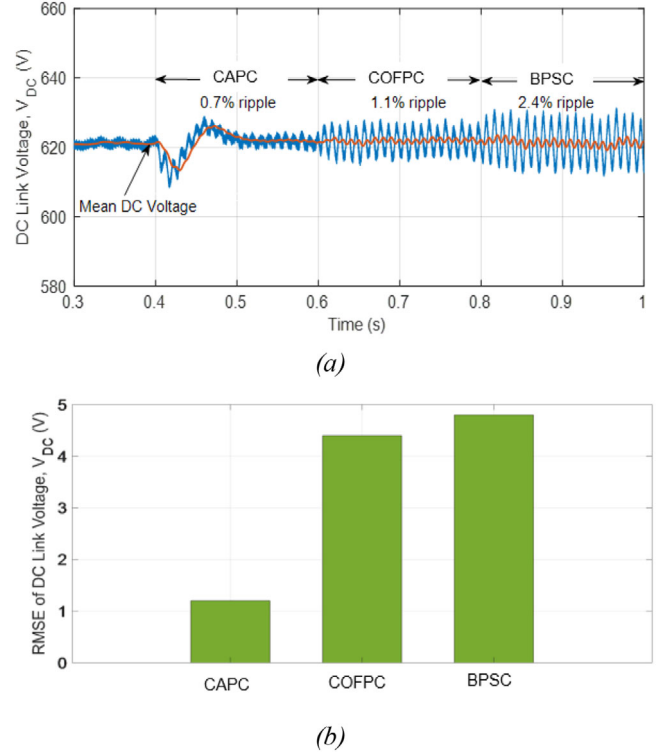 660
640
620
600
580
DC Link Voltage, V_DC (V)
CAPC
COFPC
BPSC
0.7% ripple
1.1% ripple
2.4% ripple
Mean DC Voltage
0.3
0.4
0.5
0.6
0.7
0.8
0.9
1
Time (s)
(a)
5
4
3
2
1
0
RMSE of DC Link Voltage, V_DC (V)
CAPC
COFPC
BPSC
(b)